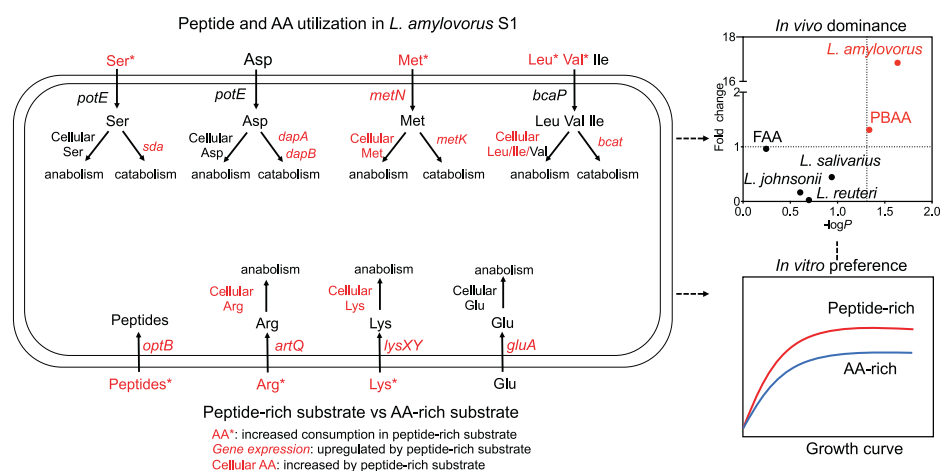 Peptide and AA utilization in L. amylovorus S1
Ser* Asp Met* Leu* Val* Ile
potE potE metN bcaP
Ser Asp Met Leu Val Ile
Cellular Ser sda
Cellular Asp dapA dapB
Cellular Met metK
Cellular Leu/Ile/Val bcat
anabolism catabolism anabolism catabolism anabolism catabolism anabolism catabolism
anabolism anabolism anabolism
Cellular Arg
Cellular Lys
Cellular Glu
Peptides Arg Lys Glu
optB artQ lysXY gluA
Peptides* Arg* Lys* Glu
Peptide-rich substrate vs AA-rich substrate
AA*: increased consumption in peptide-rich substrate
Gene expression: upregulated by peptide-rich substrate
Cellular AA: increased by peptide-rich substrate
In vivo dominance
Fold change
18
16
2
1
0
L. amylovorus
PBAA
FAA
L. salivarius
L. johnsonii
L. reuteri
0.0 0.5 1.0 1.5 2.0
-logP
In vitro preference
Peptide-rich
AA-rich
Growth curve